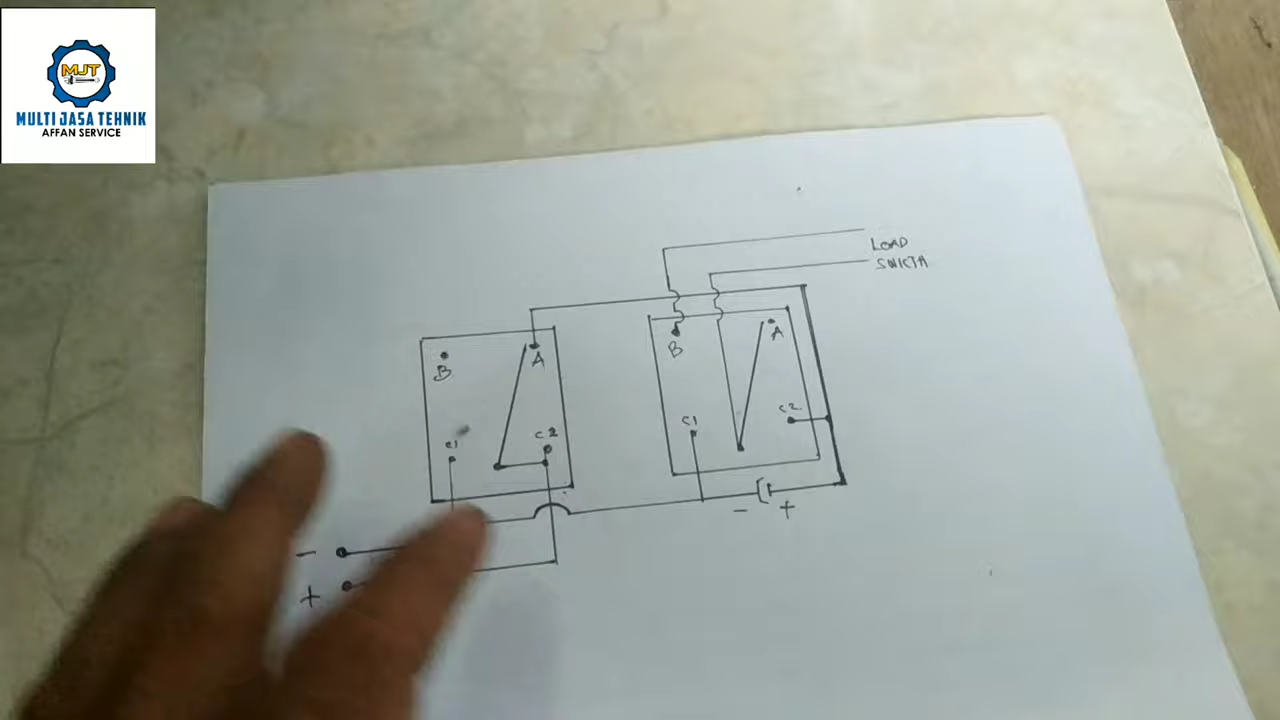 MJT
MULTI JASA TEHNIK
AFFAN SERVICE
LOAD
SWICTH
B
A
C1
C2
B
A
C1
C2
- +
-
+